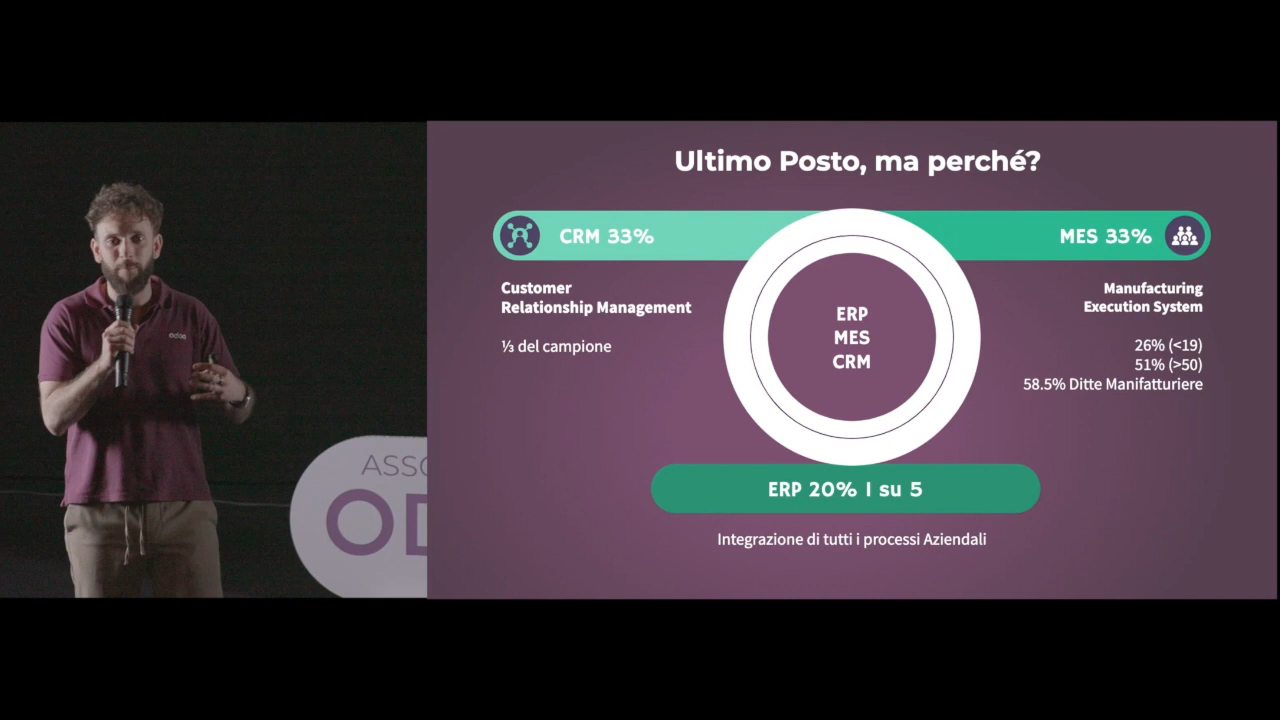 Ultimo Posto, ma perché?
CRM 33%
MES 33%
Customer
Relationship Management
⅓ del campione
Manufacturing
Execution System
26% (<19)
51% (>50)
58.5% Ditte Manifatturiere
ERP
MES
CRM
ERP 20% 1 su 5
Integrazione di tutti i processi Aziendali
odoo
ASSO
OD